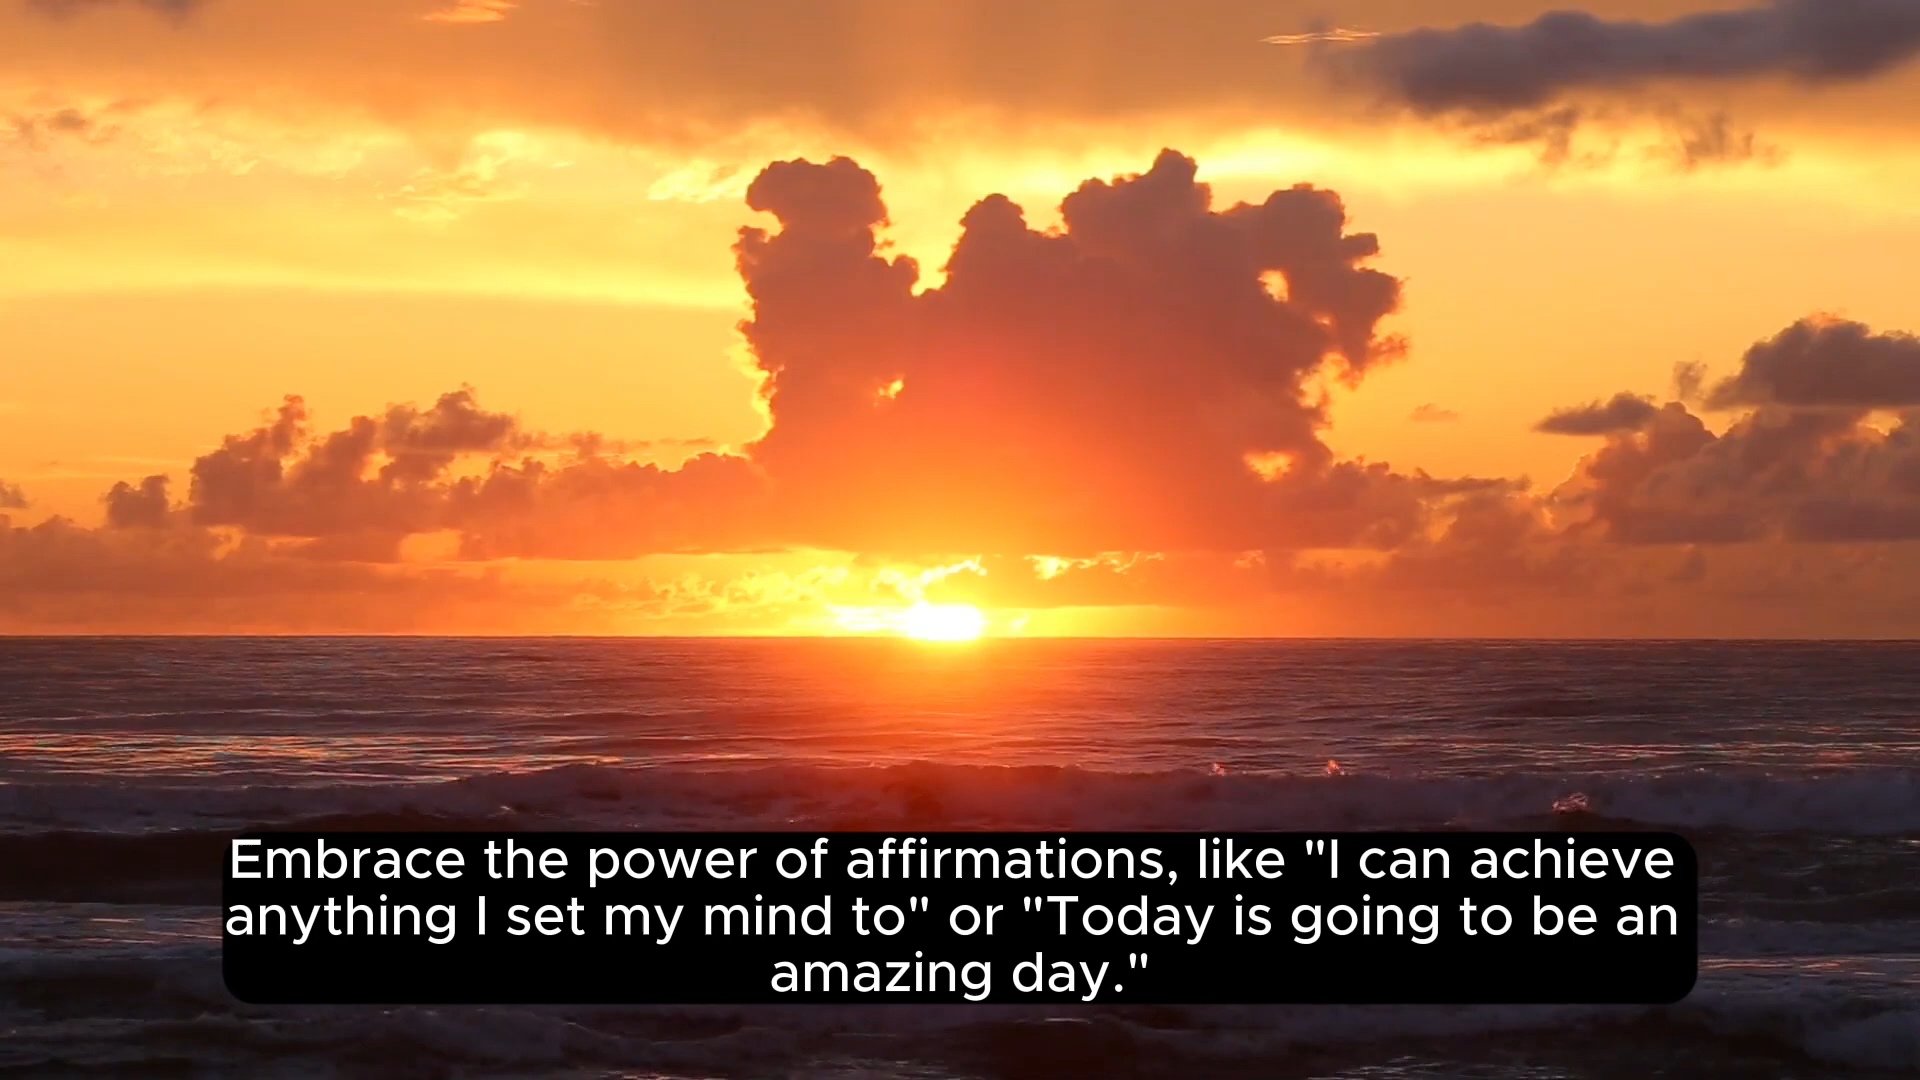 Embrace the power of affirmations, like "I can achieve
anything I set my mind to" or "Today is going to be an
amazing day."